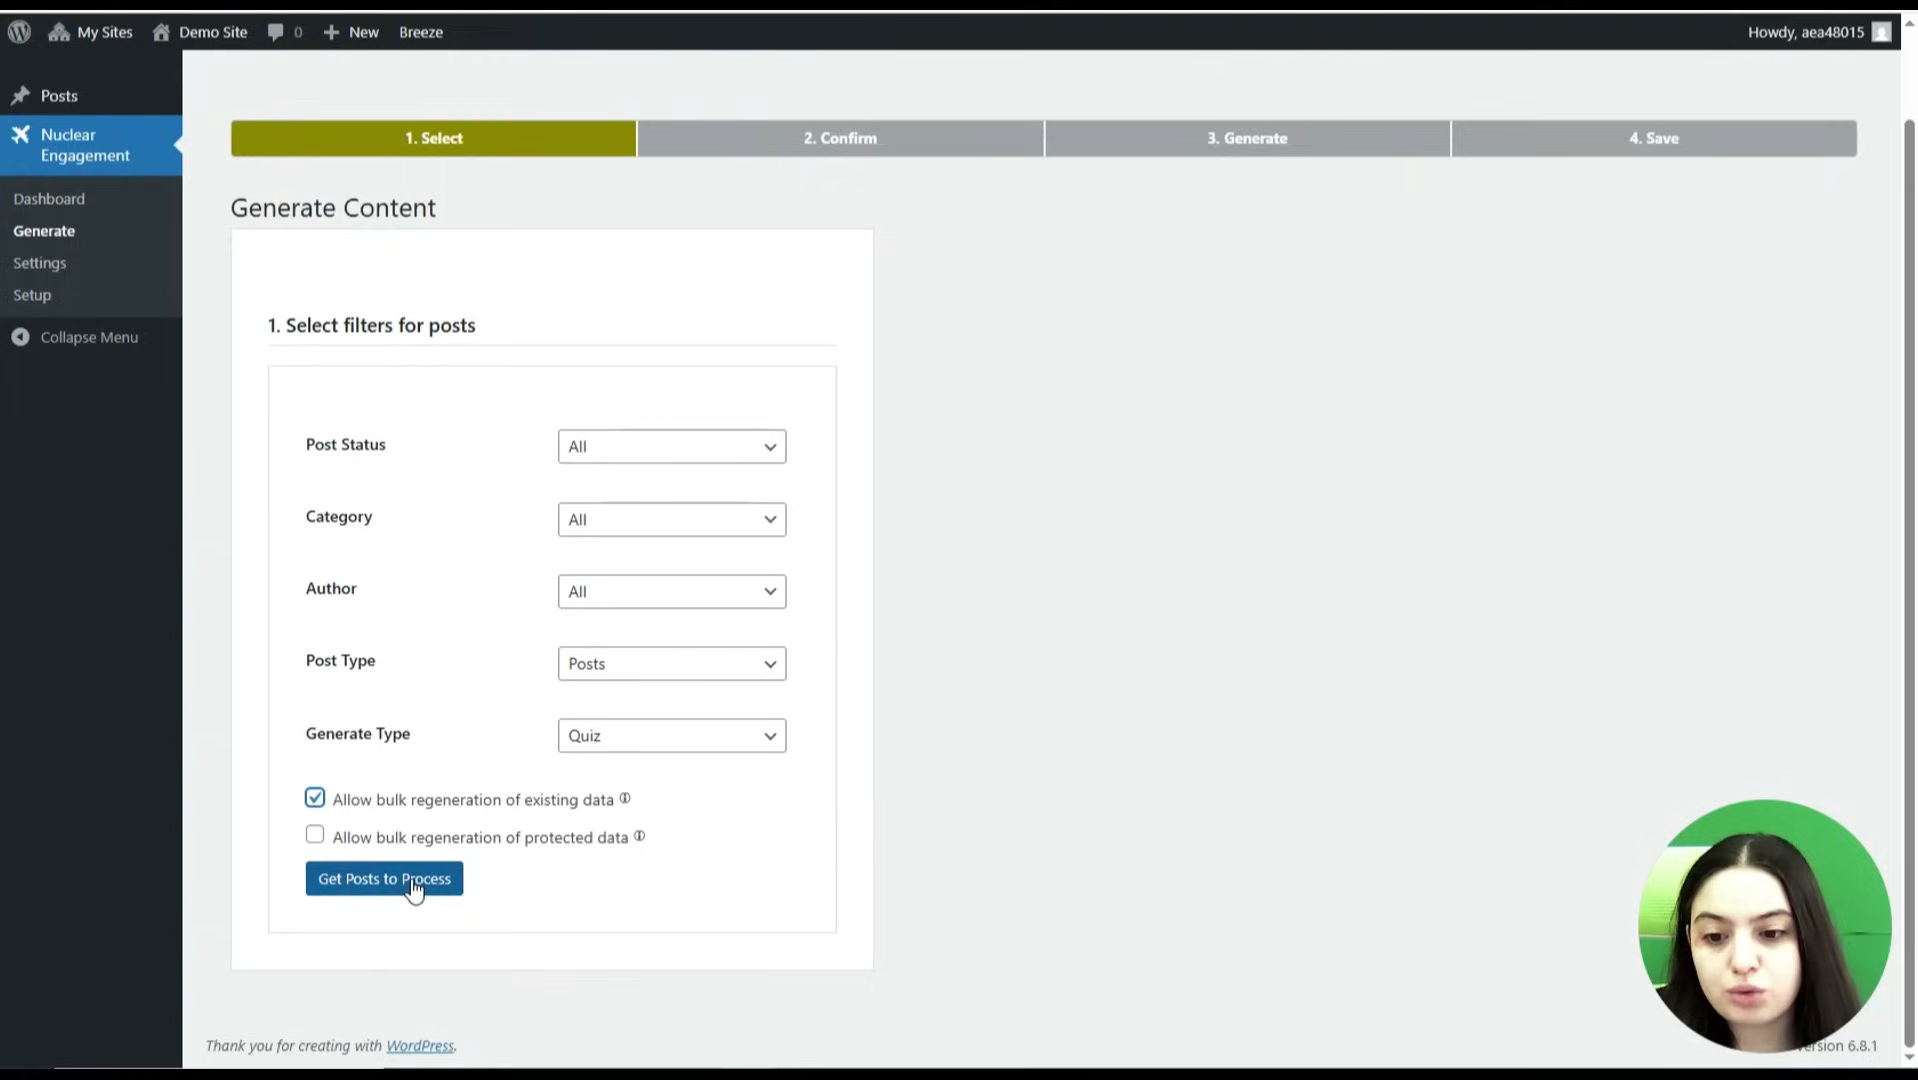 My Sites
Demo Site
0
New
Breeze
Howdy, aea48015
Posts
Nuclear
Engagement
Dashboard
Generate
Settings
Setup
Collapse Menu
1. Select
2. Confirm
3. Generate
4. Save
Generate Content
1. Select filters for posts
Post Status
All
Category
All
Author
All
Post Type
Posts
Generate Type
Quiz
Allow bulk regeneration of existing data
Allow bulk regeneration of protected data
Get Posts to Process
Thank you for creating with WordPress.
6.8.1